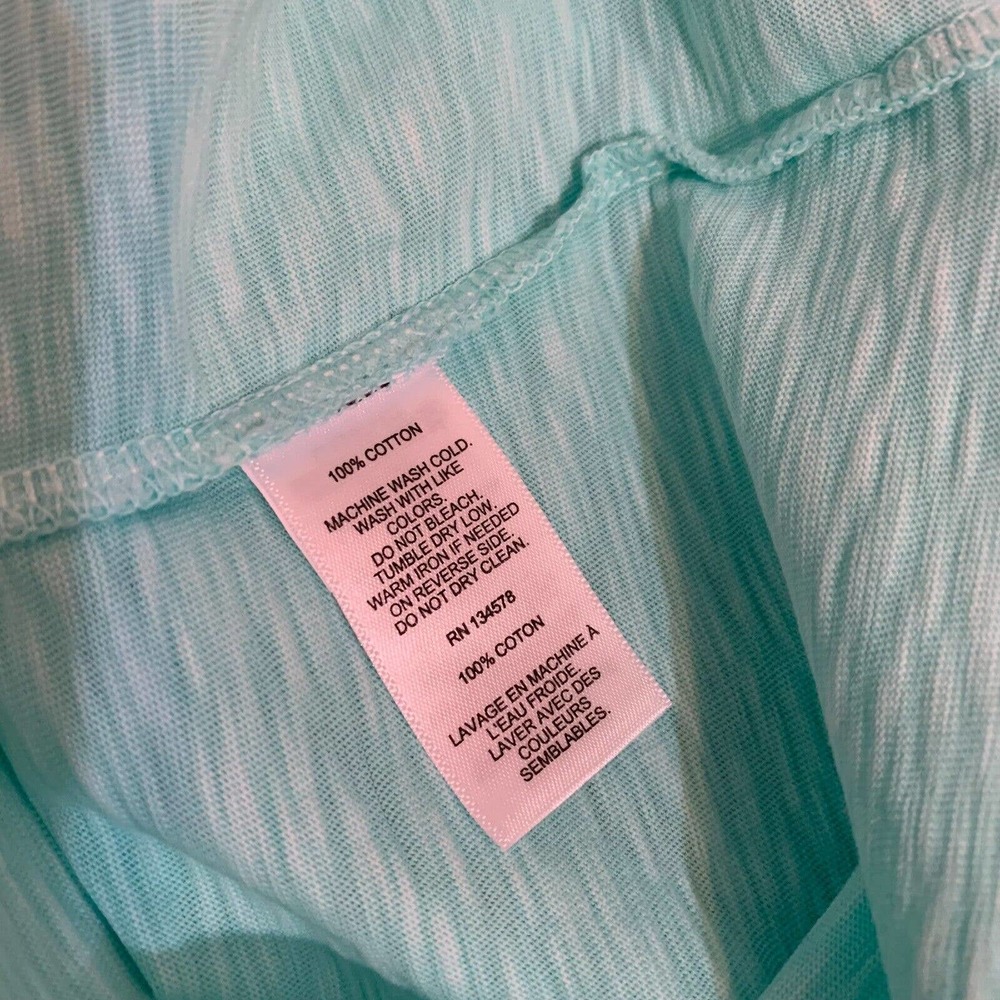 100% COTTON
MACHINE WASH COLD.
WASH WITH LIKE
COLORS.
DO NOT BLEACH.
TUMBLE DRY LOW.
WARM IRON IF NEEDED
ON REVERSE SIDE.
DO NOT DRY CLEAN.
RN 134578
100% COTON
LAVAGE EN MACHINE À
L'EAU FROIDE.
LAVER AVEC DES
COULEURS
SEMBLABLES.